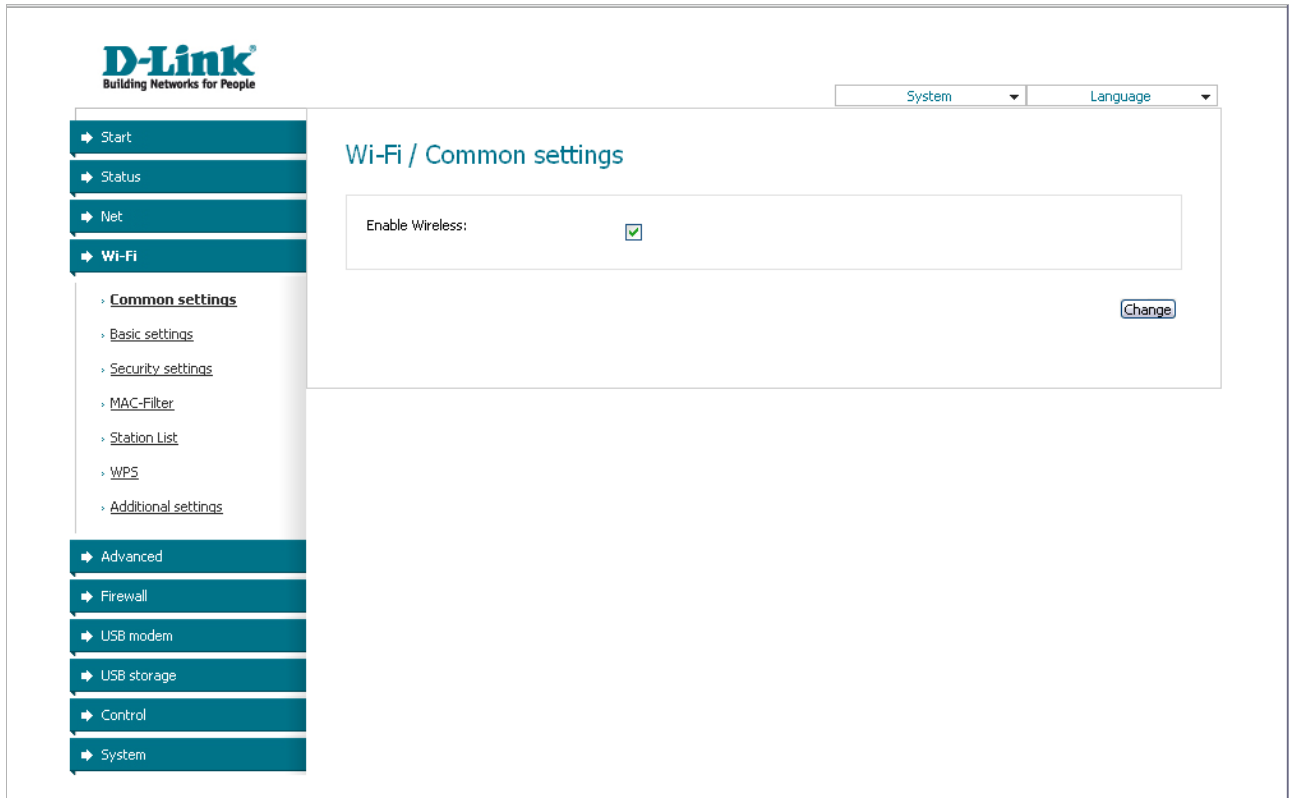 D-Link
Building Networks for People
System Language
Start
Status
Net
Wi-Fi
Common settings
Basic settings
Security settings
MAC-Filter
Station List
WPS
Additional settings
Advanced
Firewall
USB modem
USB storage
Control
System
Wi-Fi / Common settings
Enable Wireless:
Change